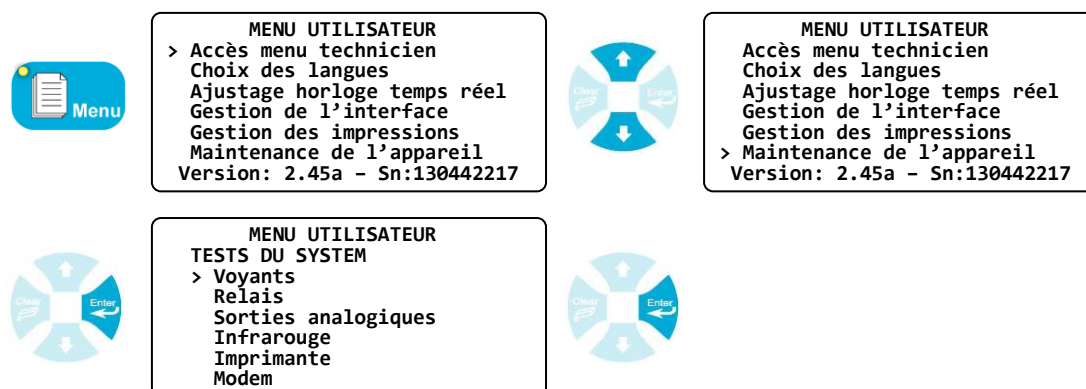 Menu
MENU UTILISATEUR
> Accès menu technicien
Choix des langues
Ajustage horloge temps réel
Gestion de l’interface
Gestion des impressions
Maintenance de l’appareil
Version: 2.45a – Sn:130442217
Clear
Enter
MENU UTILISATEUR
Accès menu technicien
Choix des langues
Ajustage horloge temps réel
Gestion de l’interface
Gestion des impressions
> Maintenance de l’appareil
Version: 2.45a – Sn:130442217
Clear
Enter
MENU UTILISATEUR
TESTS DU SYSTEM
> Voyants
Relais
Sorties analogiques
Infrarouge
Imprimante
Modem
Clear
Enter